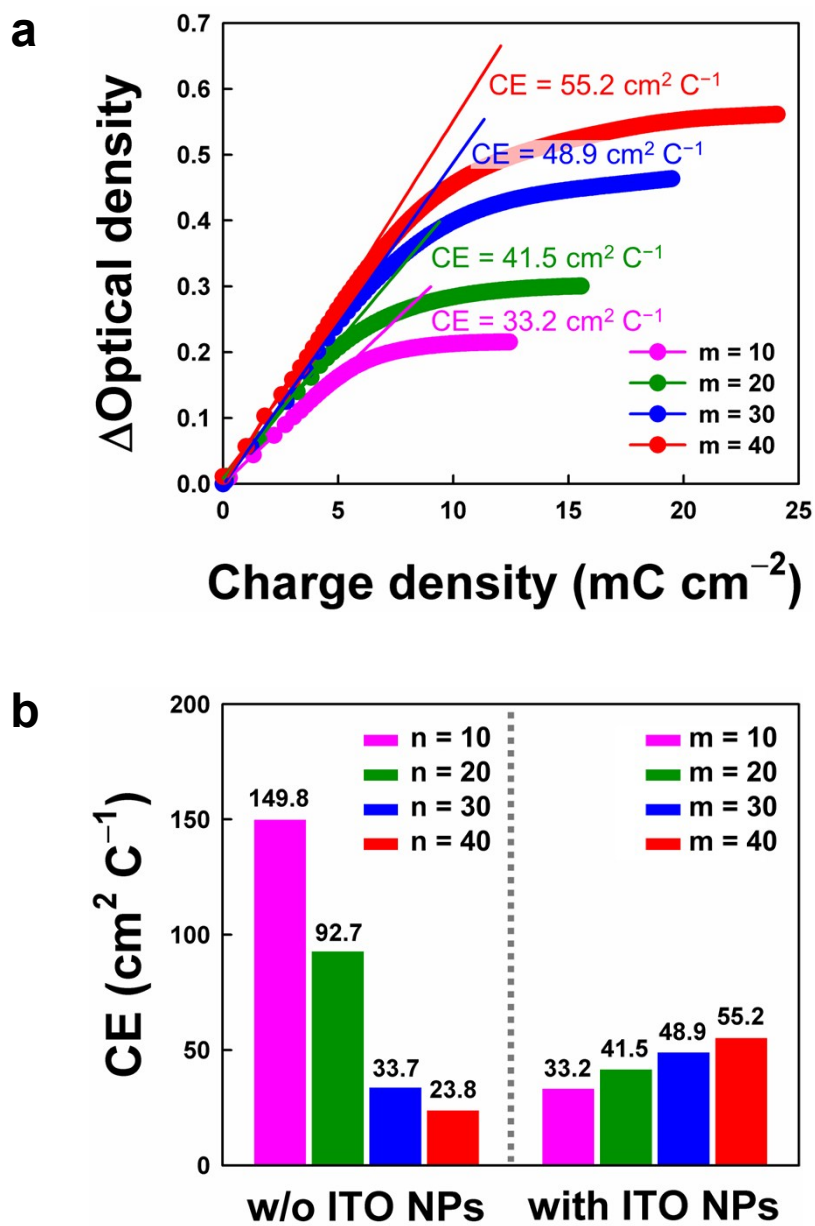 a
0.7
0.6
0.5
0.4
0.3
0.2
0.1
0.0
ΔOptical density
CE = 55.2 cm² C⁻¹
CE = 48.9 cm² C⁻¹
CE = 41.5 cm² C⁻¹
CE = 33.2 cm² C⁻¹
m = 10
m = 20
m = 30
m = 40
0 5 10 15 20 25
Charge density (mC cm⁻²)
b
200
150
100
50
0
CE (cm² C⁻¹)
n = 10
n = 20
n = 30
n = 40
m = 10
m = 20
m = 30
m = 40
149.8
92.7
33.7
23.8
33.2
41.5
48.9
55.2
w/o ITO NPs with ITO NPs